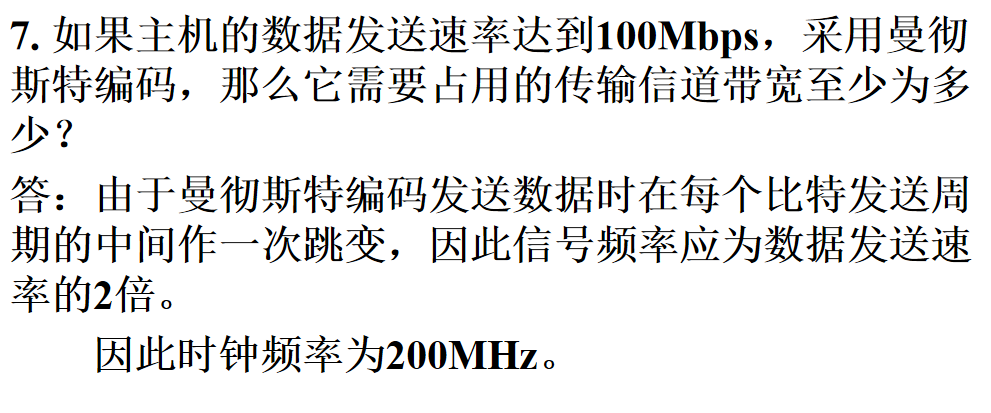 7. 如果主机的数据发送速率达到100Mbps，采用曼彻
斯特编码，那么它需要占用的传输信道带宽至少为多
少？
答：由于曼彻斯特编码发送数据时在每个比特发送周
期的中间作一次跳变，因此信号频率应为数据发送速
率的2倍。
因此时钟频率为200MHz。